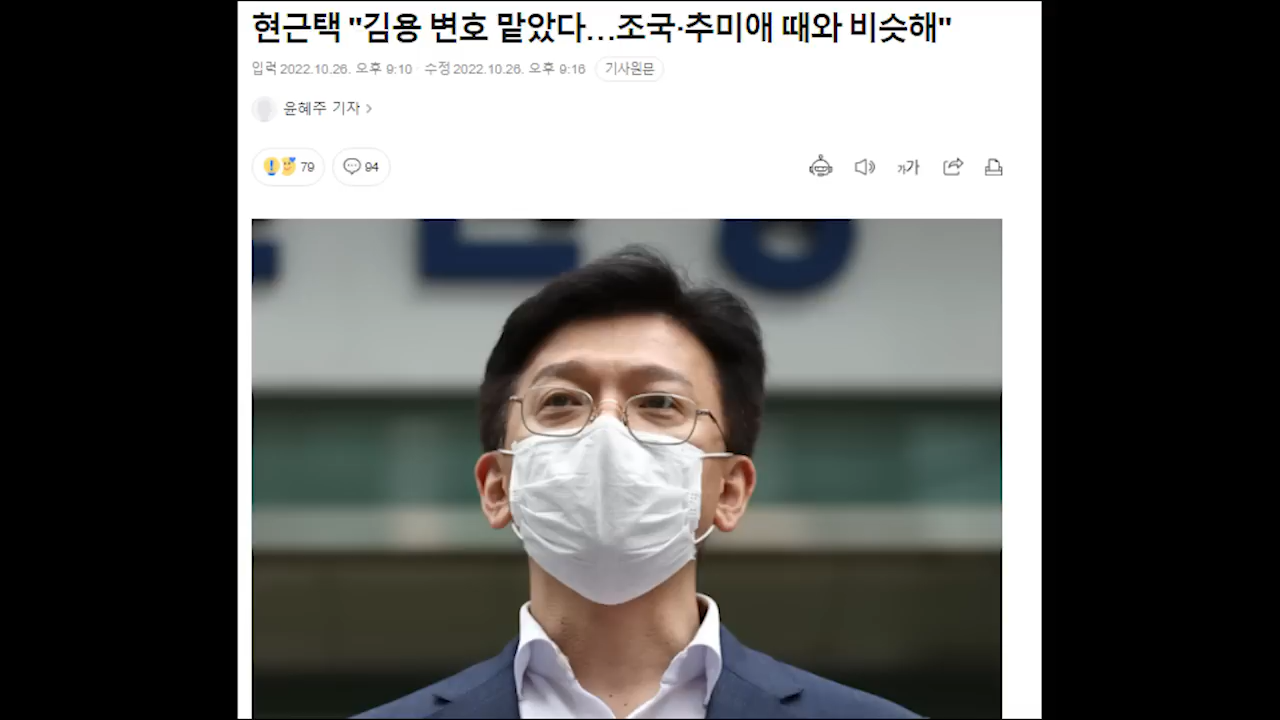 현근택 "김용 변호 맡았다…조국·추미애 때와 비슷해"
입력 2022.10.26. 오후 9:10 수정 2022.10.26. 오후 9:16 기사원문
윤혜주 기자 >
79 94 가가